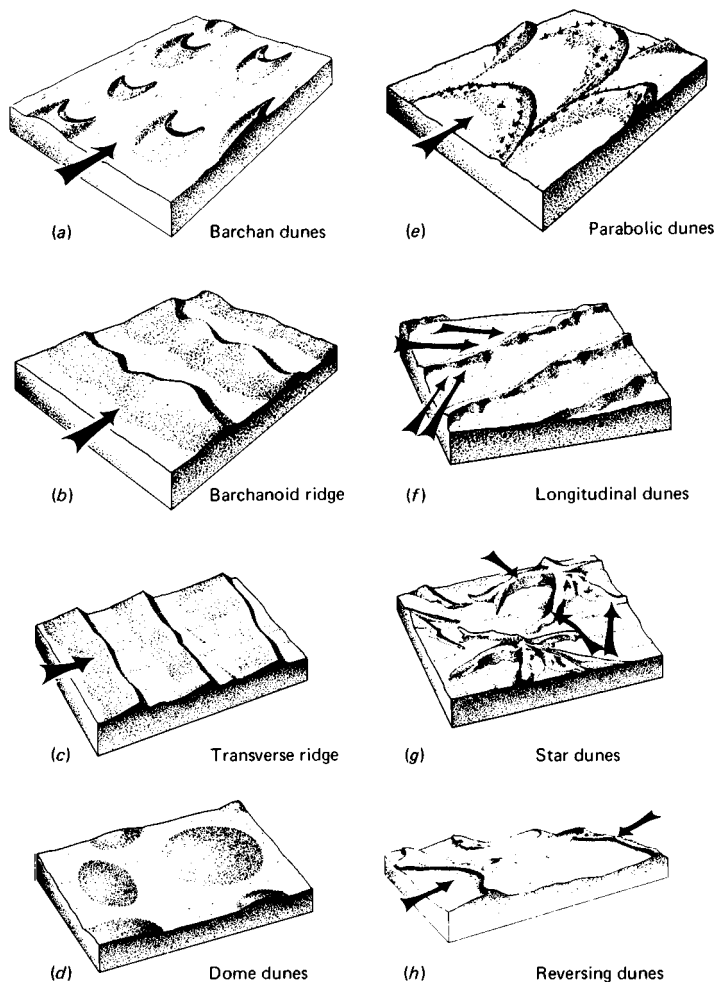 (a) Barchan dunes
(e) Parabolic dunes
(b) Barchanoid ridge
(f) Longitudinal dunes
(c) Transverse ridge
(g) Star dunes
(d) Dome dunes
(h) Reversing dunes